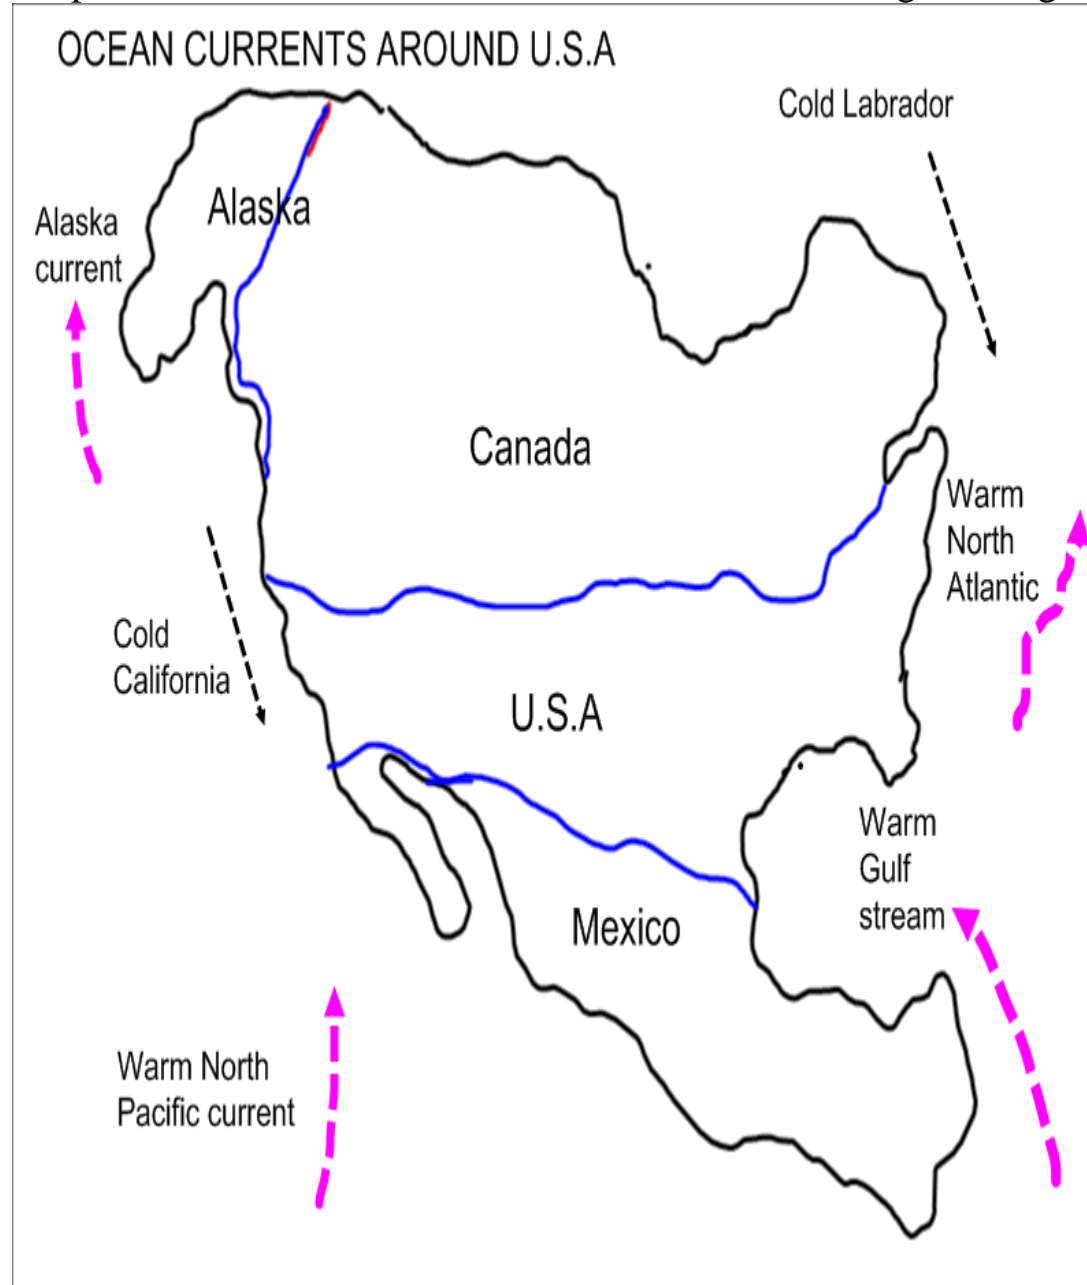 OCEAN CURRENTS AROUND U.S.A
Cold Labrador
Alaska
Alaska
current
Canada
Warm
North
Atlantic
Cold
California
U.S.A
Warm
Gulf
stream
Mexico
Warm North
Pacific current